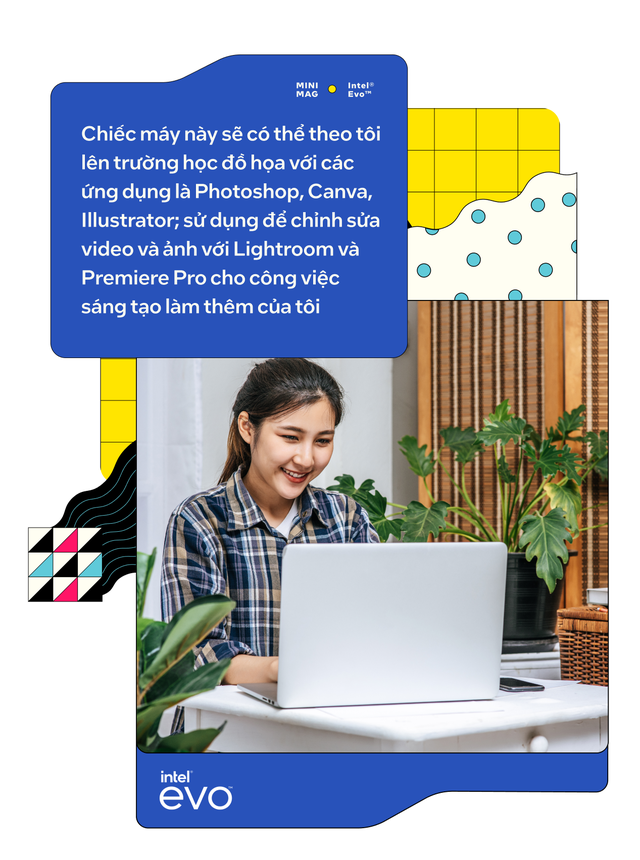 MINI MAG
Intel® Evo™
Chiếc máy này sẽ có thể theo tôi
lên trường học đồ họa với các
ứng dụng là Photoshop, Canva,
Illustrator; sử dụng để chỉnh sửa
video và ảnh với Lightroom và
Premiere Pro cho công việc
sáng tạo làm thêm của tôi
intel®
evo™